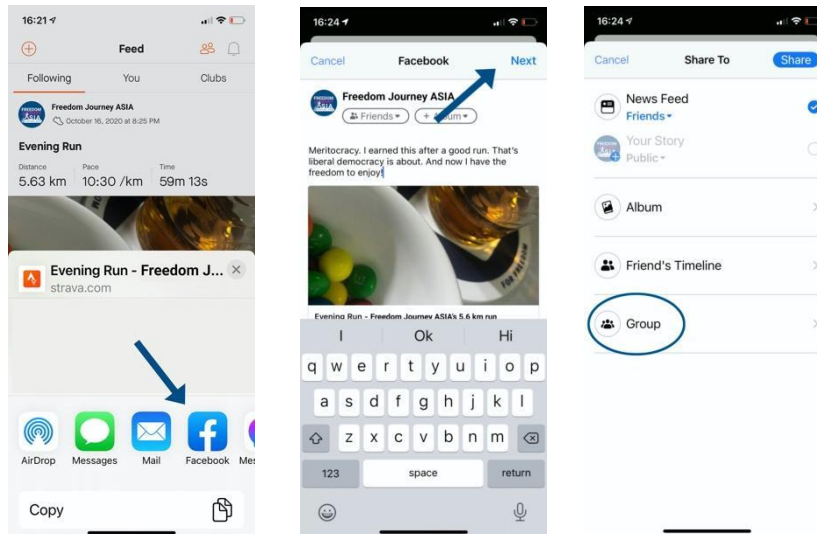 16:21
Feed
Following You Clubs
Freedom Journey ASIA
October 16, 2020 at 8:25 PM
Evening Run
Distance Pace Time
5.63 km 10:30 /km 59m 13s
Evening Run - Freedom J...
strava.com
AirDrop Messages Mail Facebook Mes
Copy
16:24
Cancel Facebook Next
Freedom Journey ASIA
Friends + Album
Meritocracy. I earned this after a good run. That's
liberal democracy is about. And now I have the
freedom to enjoy!
FOR FREEDOM
Evening Run - Freedom Journey ASIA's 5.6 km run
I Ok Hi
q w e r t y u i o p
a s d f g h j k l
z x c v b n m
123 space return
16:24
Cancel Share To Share
News Feed
Friends
Your Story
Public
Album
Friend's Timeline
Group